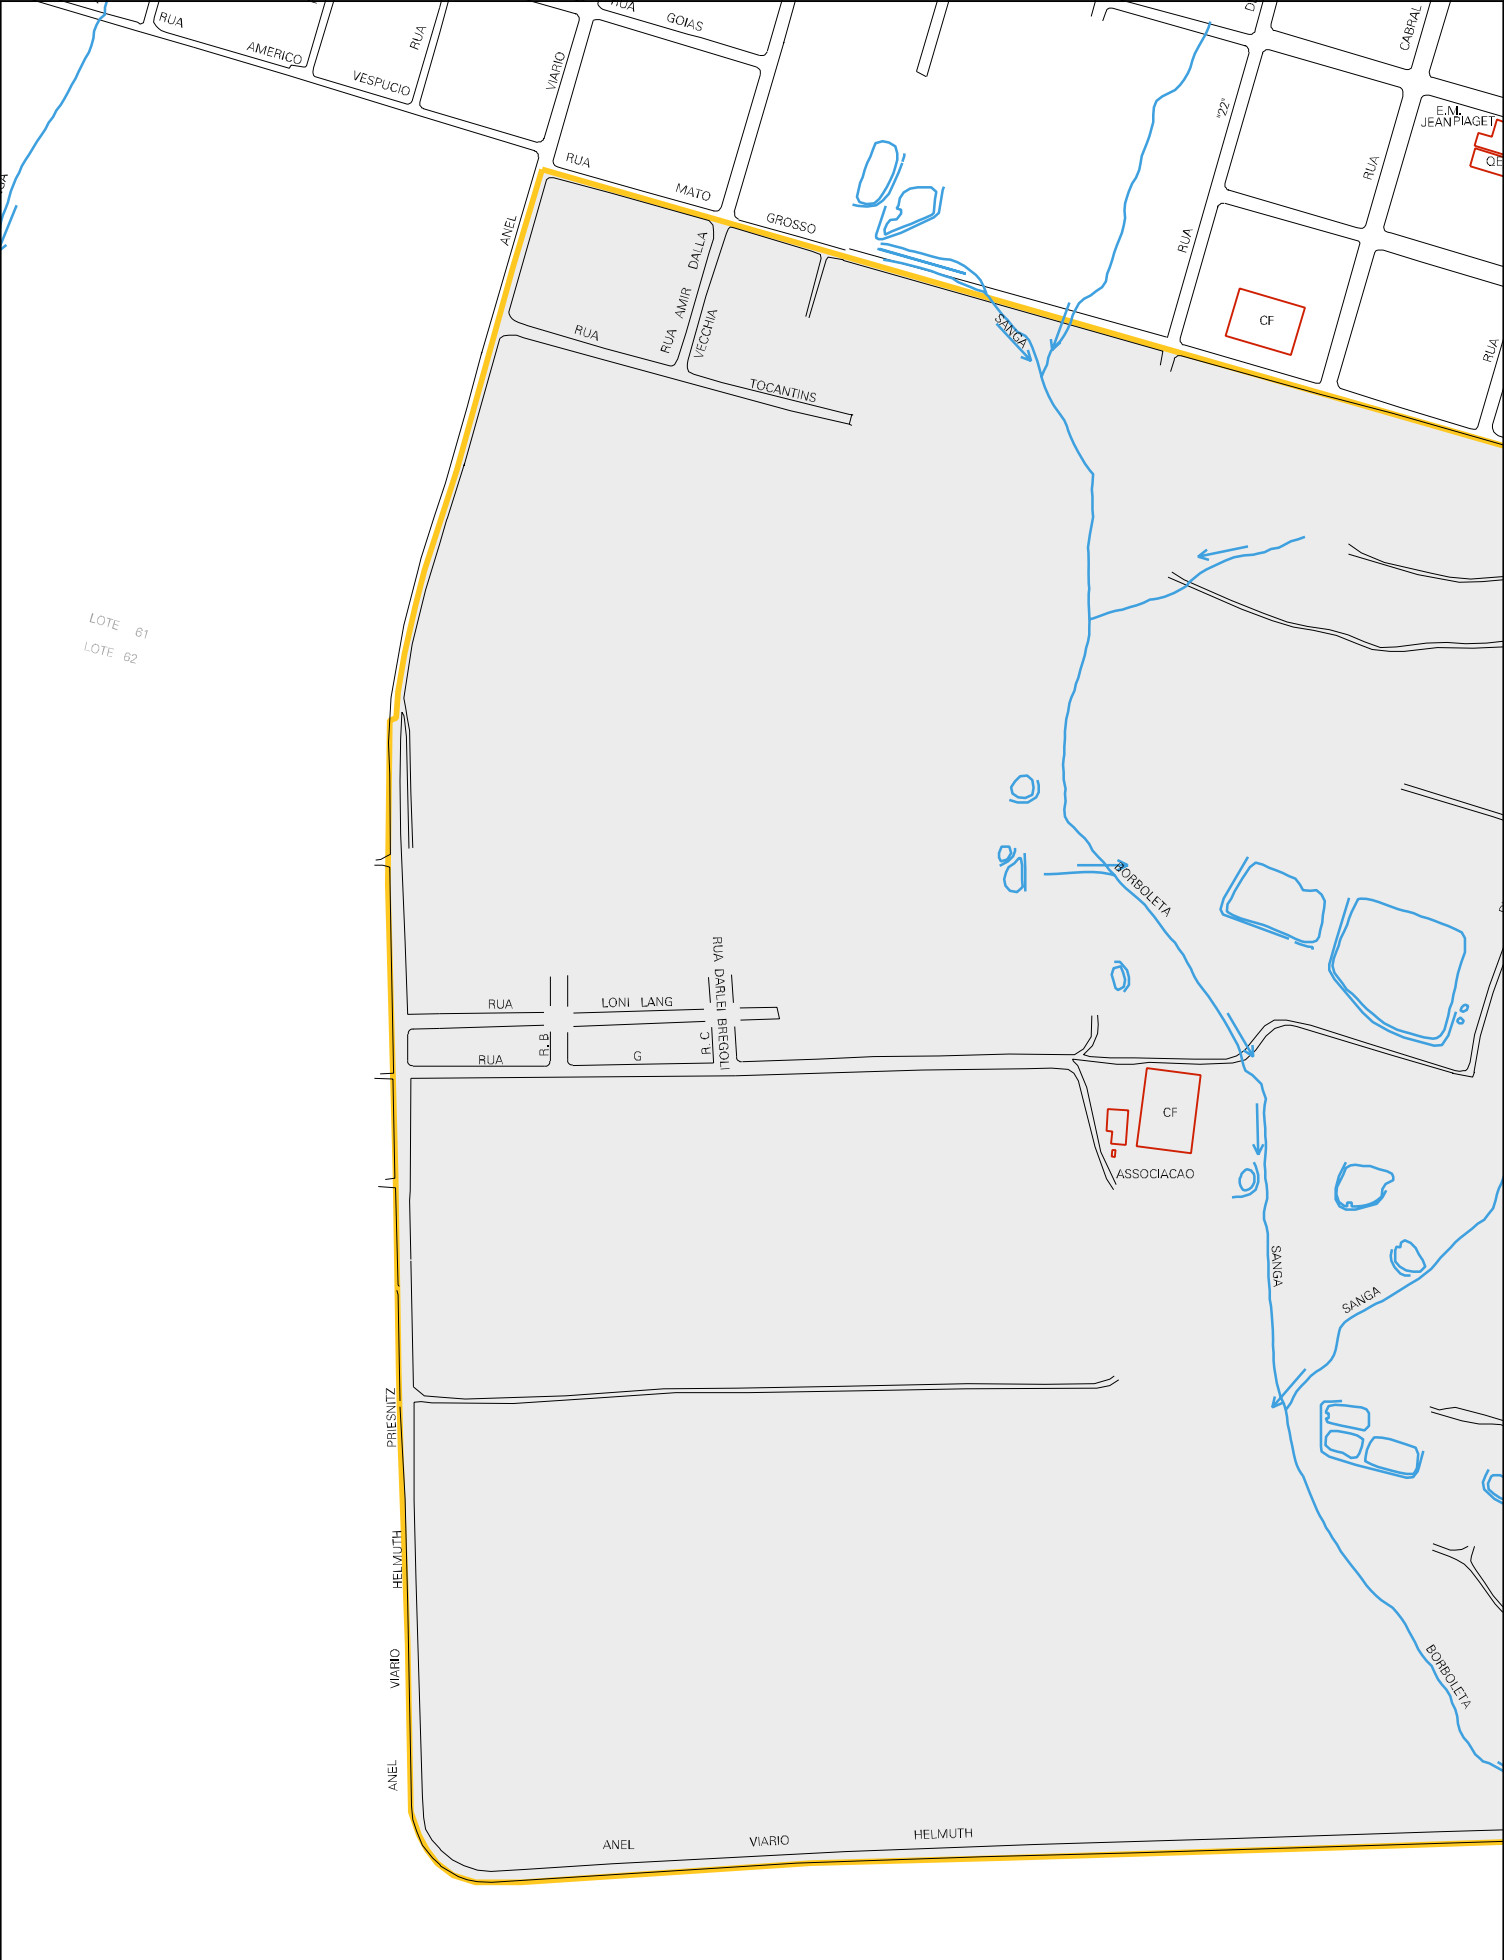 RUA
GOIAS
CABRAL
RUA
AMERICO
RUA
VESPUCIO
VIARIO
"22"
E.M.
JEAN PIAGET
RUA
RUA
MATO
GROSSO
ANEL
DALLA
AMIR
RUA
VECCHIA
RUA
RUA
CF
SANGA
RUA
TOCANTINS
LOTE 61
LOTE 62
BORBOLETA
RUA
LONI LANG
RUA DARLEI BREGOLI
R. B
R. C
RUA
G
CF
ASSOCIACAO
SANGA
SANGA
PRIESNITZ
HELMUTH
VIARIO
ANEL
BORBOLETA
ANEL
VIARIO
HELMUTH